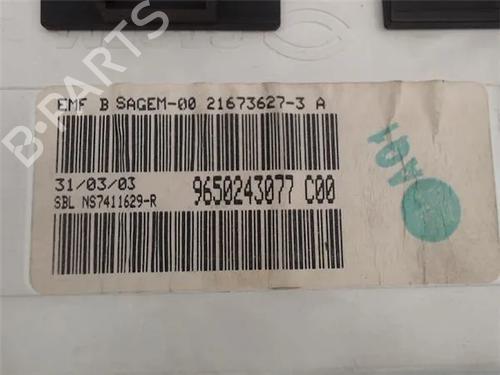 B-PARTS
EMF B SAGEM-00 21673627-3 A
31/03/03
9650243077 C00
SBL NS7411629-R